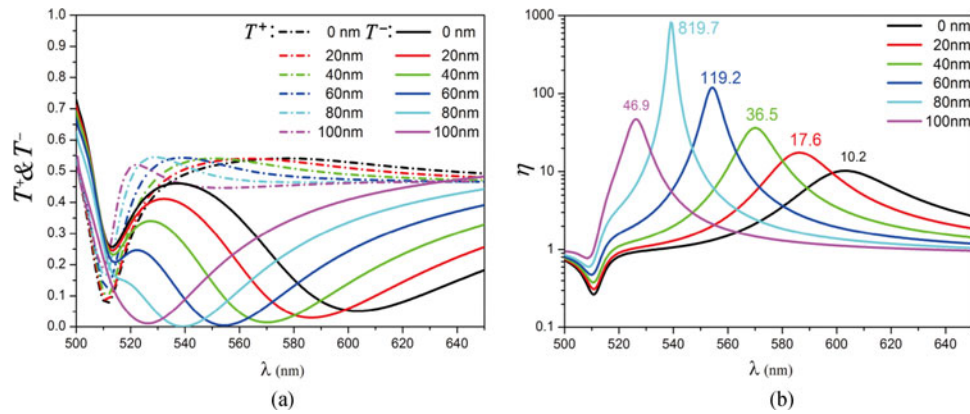 T+: 0 nm T−: 0 nm
20nm 20nm
40nm 40nm
60nm 60nm
80nm 80nm
100nm 100nm
1.0
0.9
0.8
0.7
0.6
0.5
0.4
0.3
0.2
0.1
0.0
T+& T−
500 520 540 560 580 600 620 640
λ (nm)
(a)
1000
100
10
1
0.1
η
819.7
119.2
46.9
36.5
17.6
10.2
0 nm
20nm
40nm
60nm
80nm
100nm
500 520 540 560 580 600 620 640
λ (nm)
(b)